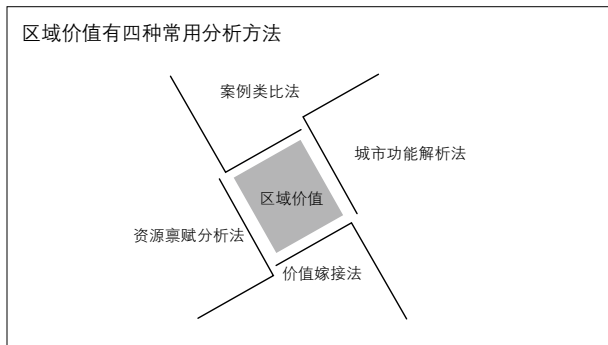 区域价值有四种常用分析方法
案例类比法
城市功能解析法
区域价值
资源禀赋分析法
价值嫁接法